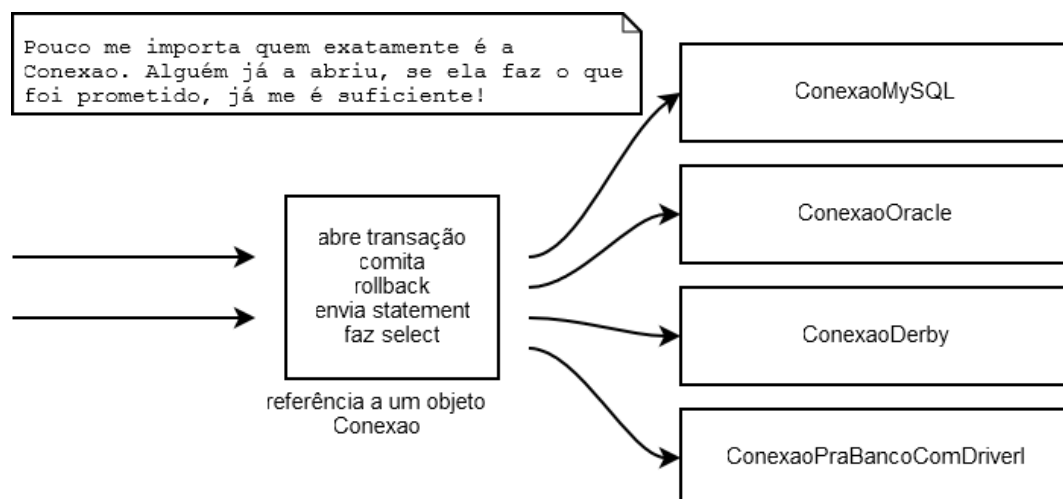 Pouco me importa quem exatamente é a
Conexao. Alguém já a abriu, se ela faz o que
foi prometido, já me é suficiente!
ConexaoMySQL
ConexaoOracle
abre transação
comita
rollback
envia statement
faz select
ConexaoDerby
referência a um objeto
Conexao
ConexaoPraBancoComDriverI